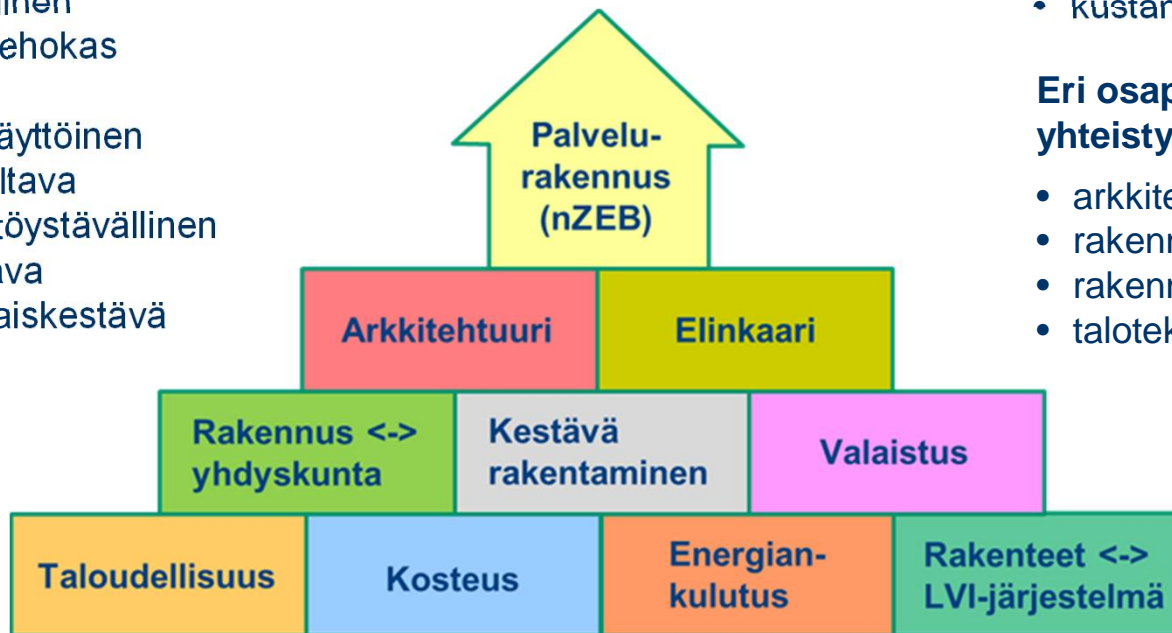 ehokas
äyttöinen
ltava
töystävällinen
ava
aiskestävä
Palvelu-
rakennus
(nZEB)
Arkkitehtuuri
Elinkaari
Rakennus <->
yhdyskunta
Kestävä
rakentaminen
Valaistus
Taloudellisuus
Kosteus
Energian-
kulutus
Rakenteet <->
LVI-järjestelmä
• kustan
Eri osap
yhteisty
• arkkite
• rakenn
• rakenn
• talotek